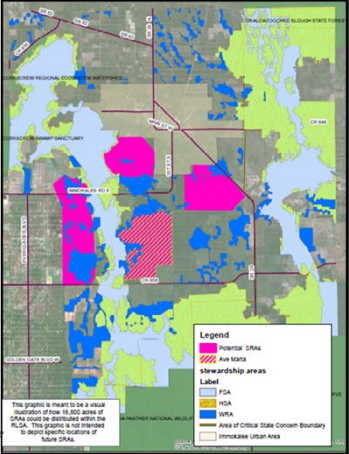 OKALOACOOCHEE SLOUGH STATE FOREST
CORKSCREW REGIONAL ECOSYSTEM WATERSHED
CR 846
CORKSCREW SWAMP SANCTUARY
IMMOKALEE RD E
CR 858
GOLDEN GATE BLVD W
Legend
Potential SRAs
Ave Maria
stewardship areas
Label
FSA
HSA
WRA
Area of Critical State Concern Boundary
Immokalee Urban Area
This graphic is meant to be a visual
illustration of how 16,800 acres of
SRAs could be distributed within the
RLSA. This graphic is not intended
to depict specific locations of
future SRAs.
A PANTHER NATIONAL WILDLIF